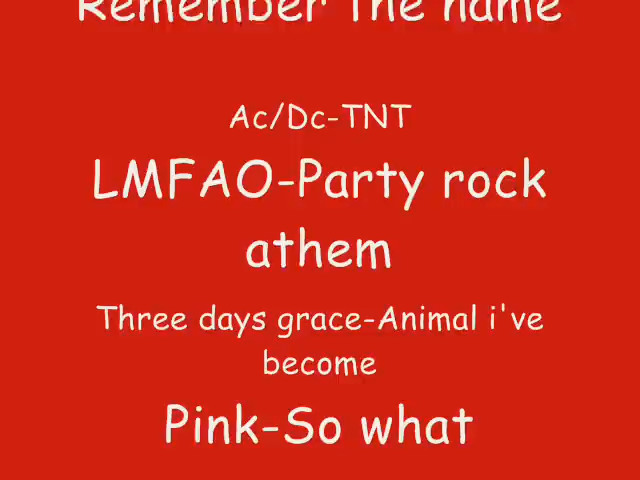 Remember the name
Ac/Dc-TNT
LMFAO-Party rock
athem
Three days grace-Animal i've
become
Pink-So what